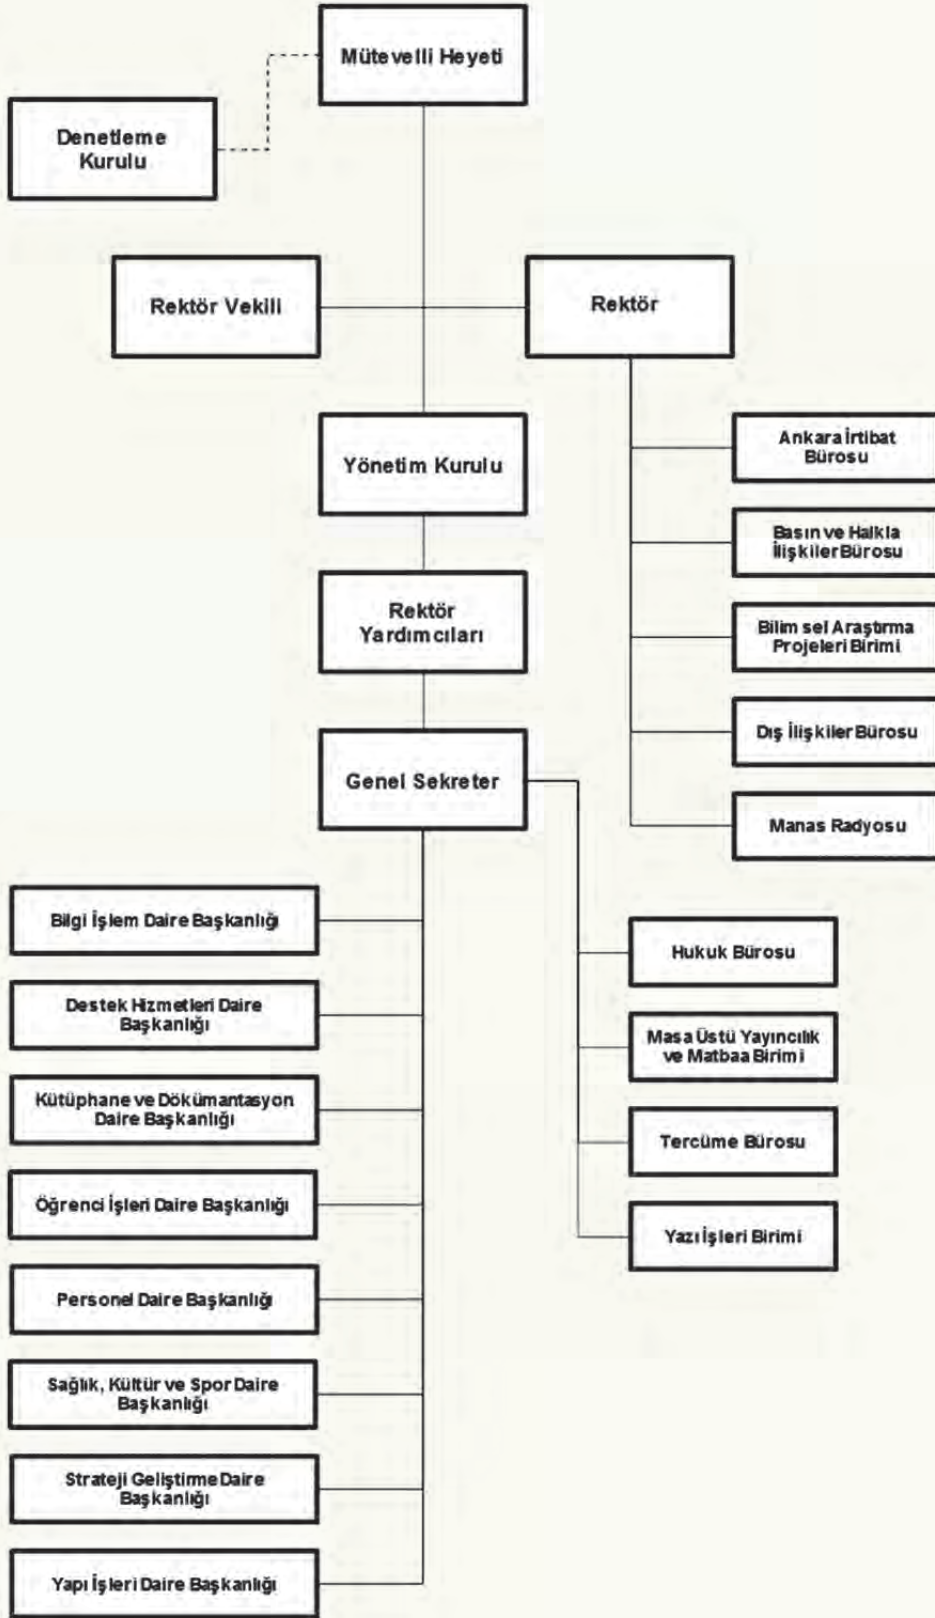 Mütevelli Heyeti
Denetleme
Kurulu
Rektör Vekili
Rektör
Ankara İrtibat
Bürosu
Yönetim Kurulu
Basın ve Halkla
İlişkiler Bürosu
Rektör
Yardımcıları
Bilimsel Araştırma
Projeleri Birimi
Dış İlişkiler Bürosu
Genel Sekreter
Manas Radyosu
Bilgi İşlem Daire Başkanlığı
Destek Hizmetleri Daire
Başkanlığı
Kütüphane ve Dökümantasyon
Daire Başkanlığı
Öğrenci İşleri Daire Başkanlığı
Personel Daire Başkanlığı
Sağlık, Kültür ve Spor Daire
Başkanlığı
Strateji Geliştirme Daire
Başkanlığı
Yapı İşleri Daire Başkanlığı
Hukuk Bürosu
Masa Üstü Yayıncılık
ve Matbaa Birimi
Tercüme Bürosu
Yazı İşleri Birimi